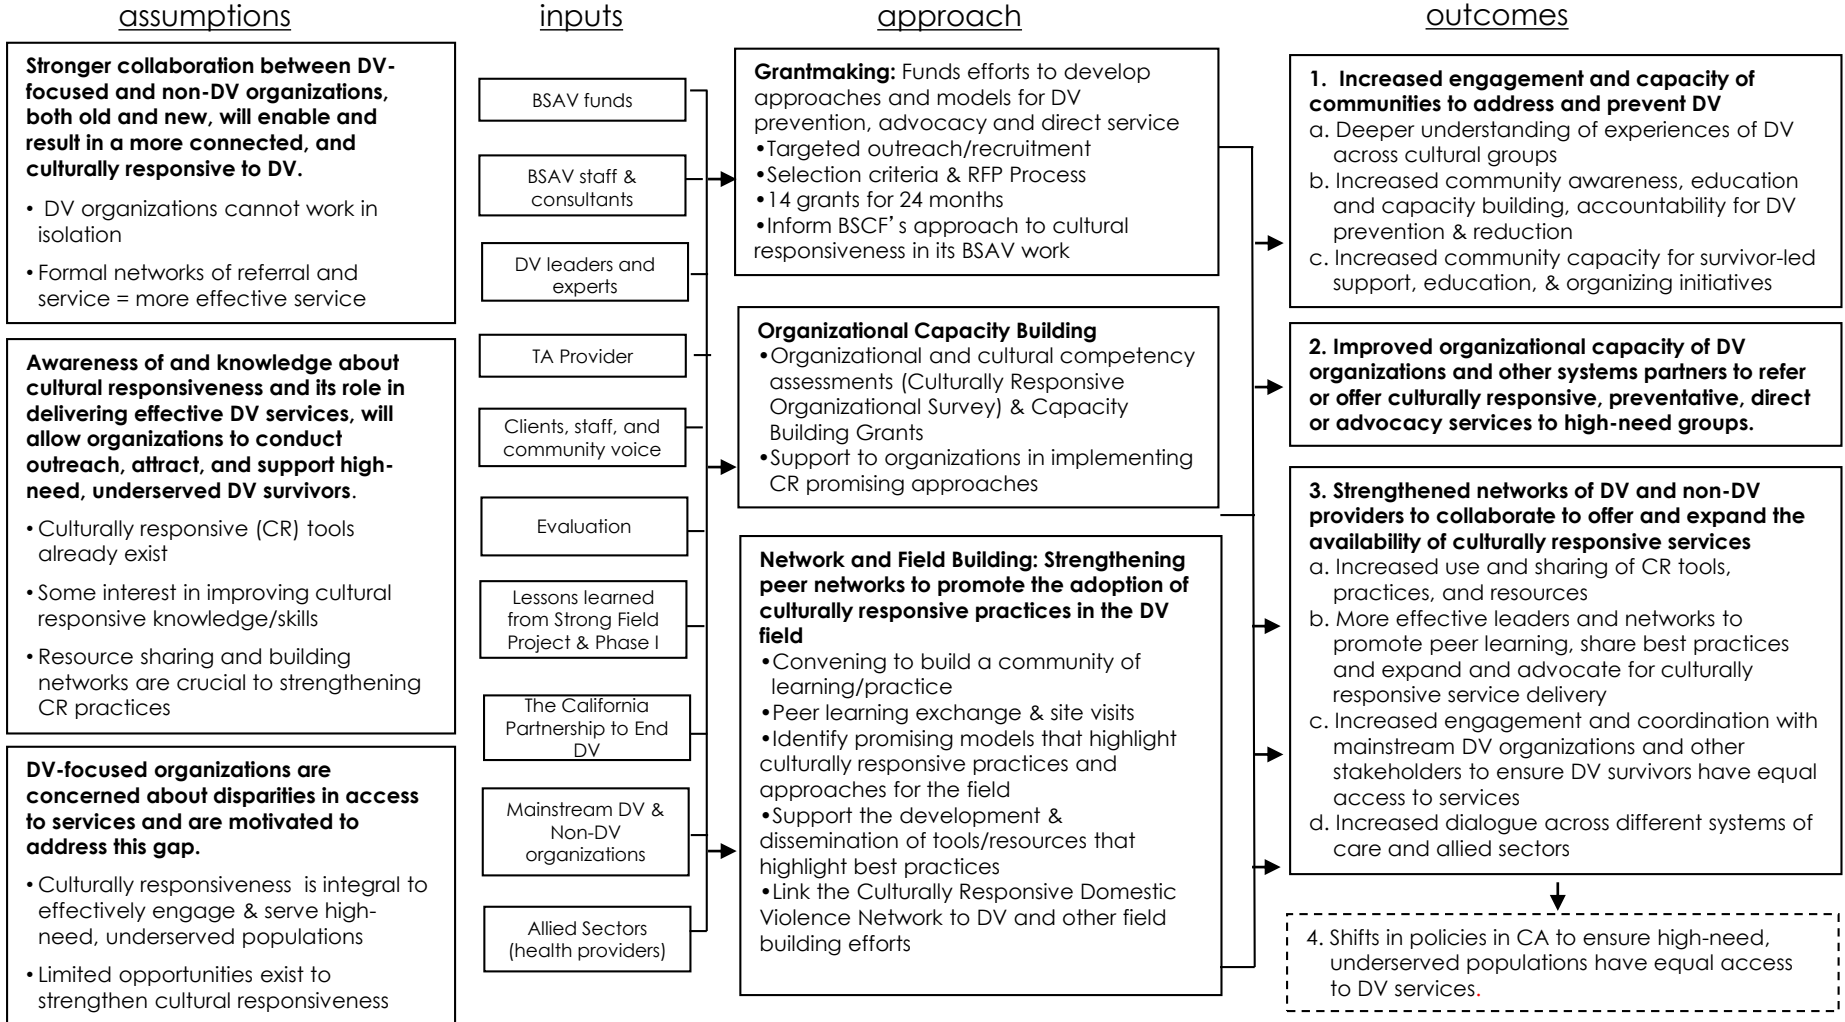 assumptions
Stronger collaboration between DV-
focused and non-DV organizations,
both old and new, will enable and
result in a more connected, and
culturally responsive to DV.
• DV organizations cannot work in
isolation
• Formal networks of referral and
service = more effective service
Awareness of and knowledge about
cultural responsiveness and its role in
delivering effective DV services, will
allow organizations to conduct
outreach, attract, and support high-
need, underserved DV survivors.
• Culturally responsive (CR) tools
already exist
• Some interest in improving cultural
responsive knowledge/skills
• Resource sharing and building
networks are crucial to strengthening
CR practices
DV-focused organizations are
concerned about disparities in access
to services and are motivated to
address this gap.
• Culturally responsiveness is integral to
effectively engage & serve high-
need, underserved populations
• Limited opportunities exist to
strengthen cultural responsiveness
inputs
BSAV funds
BSAV staff &
consultants
DV leaders and
experts
TA Provider
Clients, staff, and
community voice
Evaluation
Lessons learned
from Strong Field
Project & Phase I
The California
Partnership to End
DV
Mainstream DV &
Non-DV
organizations
Allied Sectors
(health providers)
approach
Grantmaking: Funds efforts to develop
approaches and models for DV
prevention, advocacy and direct service
•Targeted outreach/recruitment
•Selection criteria & RFP Process
•14 grants for 24 months
•Inform BSCF's approach to cultural
responsiveness in its BSAV work
Organizational Capacity Building
•Organizational and cultural competency
assessments (Culturally Responsive
Organizational Survey) & Capacity
Building Grants
•Support to organizations in implementing
CR promising approaches
Network and Field Building: Strengthening
peer networks to promote the adoption of
culturally responsive practices in the DV
field
•Convening to build a community of
learning/practice
•Peer learning exchange & site visits
•Identify promising models that highlight
culturally responsive practices and
approaches for the field
•Support the development &
dissemination of tools/resources that
highlight best practices
•Link the Culturally Responsive Domestic
Violence Network to DV and other field
building efforts
outcomes
1. Increased engagement and capacity of
communities to address and prevent DV
a. Deeper understanding of experiences of DV
across cultural groups
b. Increased community awareness, education
and capacity building, accountability for DV
prevention & reduction
c. Increased community capacity for survivor-led
support, education, & organizing initiatives
2. Improved organizational capacity of DV
organizations and other systems partners to refer
or offer culturally responsive, preventative, direct
or advocacy services to high-need groups.
3. Strengthened networks of DV and non-DV
providers to collaborate to offer and expand the
availability of culturally responsive services
a. Increased use and sharing of CR tools,
practices, and resources
b. More effective leaders and networks to
promote peer learning, share best practices
and expand and advocate for culturally
responsive service delivery
c. Increased engagement and coordination with
mainstream DV organizations and other
stakeholders to ensure DV survivors have equal
access to services
d. Increased dialogue across different systems of
care and allied sectors
4. Shifts in policies in CA to ensure high-need,
underserved populations have equal access
to DV services.